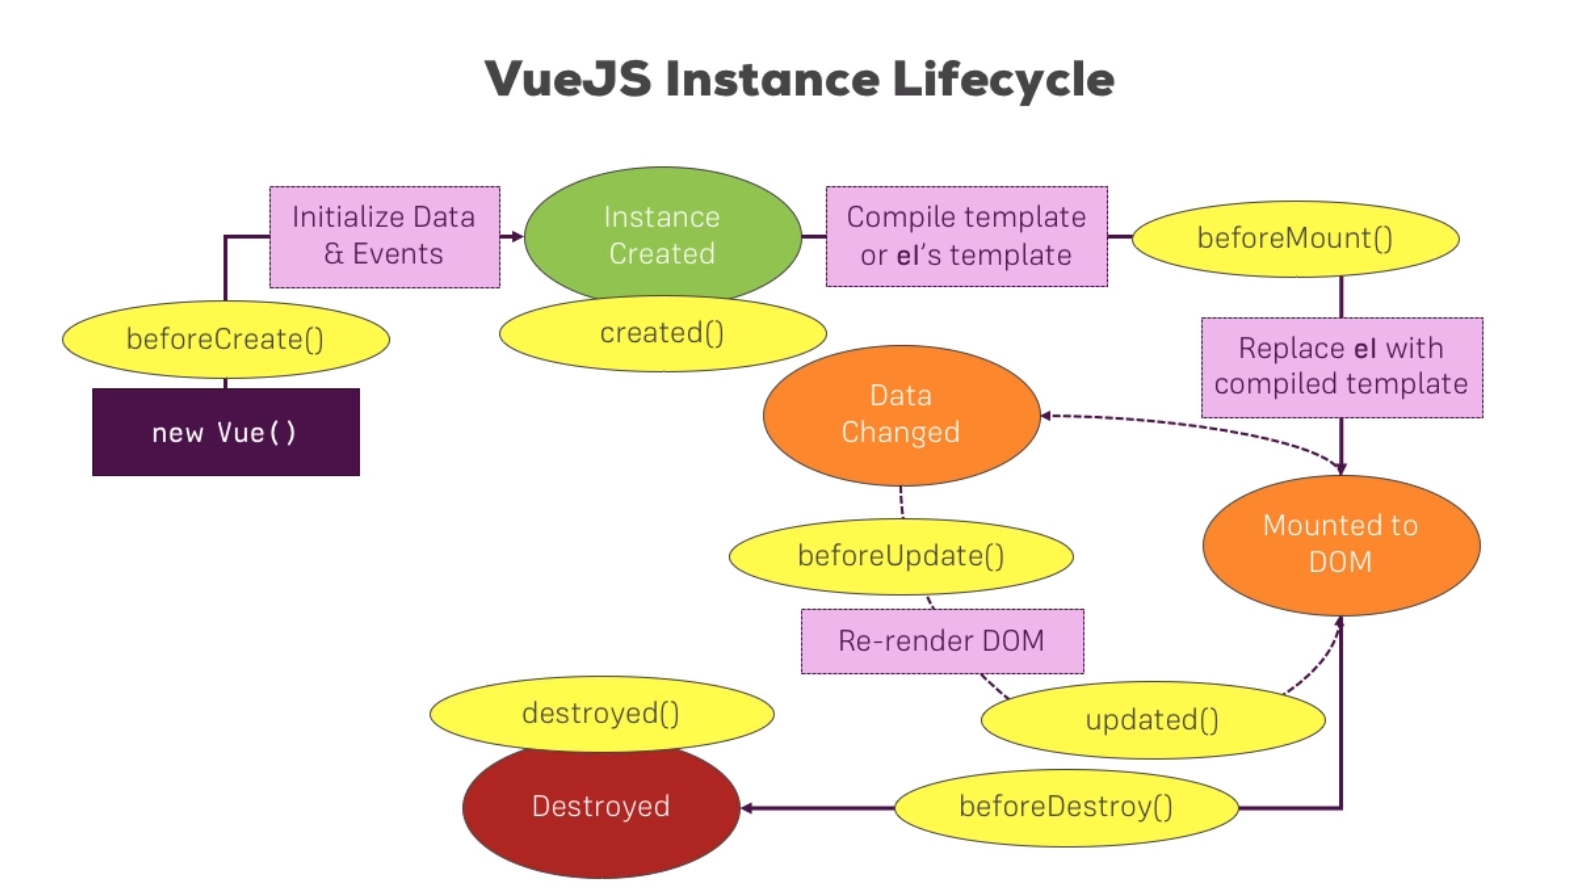 VueJS Instance Lifecycle
Initialize Data
& Events
Instance
Created
Compile template
or el's template
beforeMount()
beforeCreate()
created()
new Vue()
Replace el with
compiled template
Data
Changed
Mounted to
DOM
beforeUpdate()
Re-render DOM
updated()
destroyed()
Destroyed
beforeDestroy()